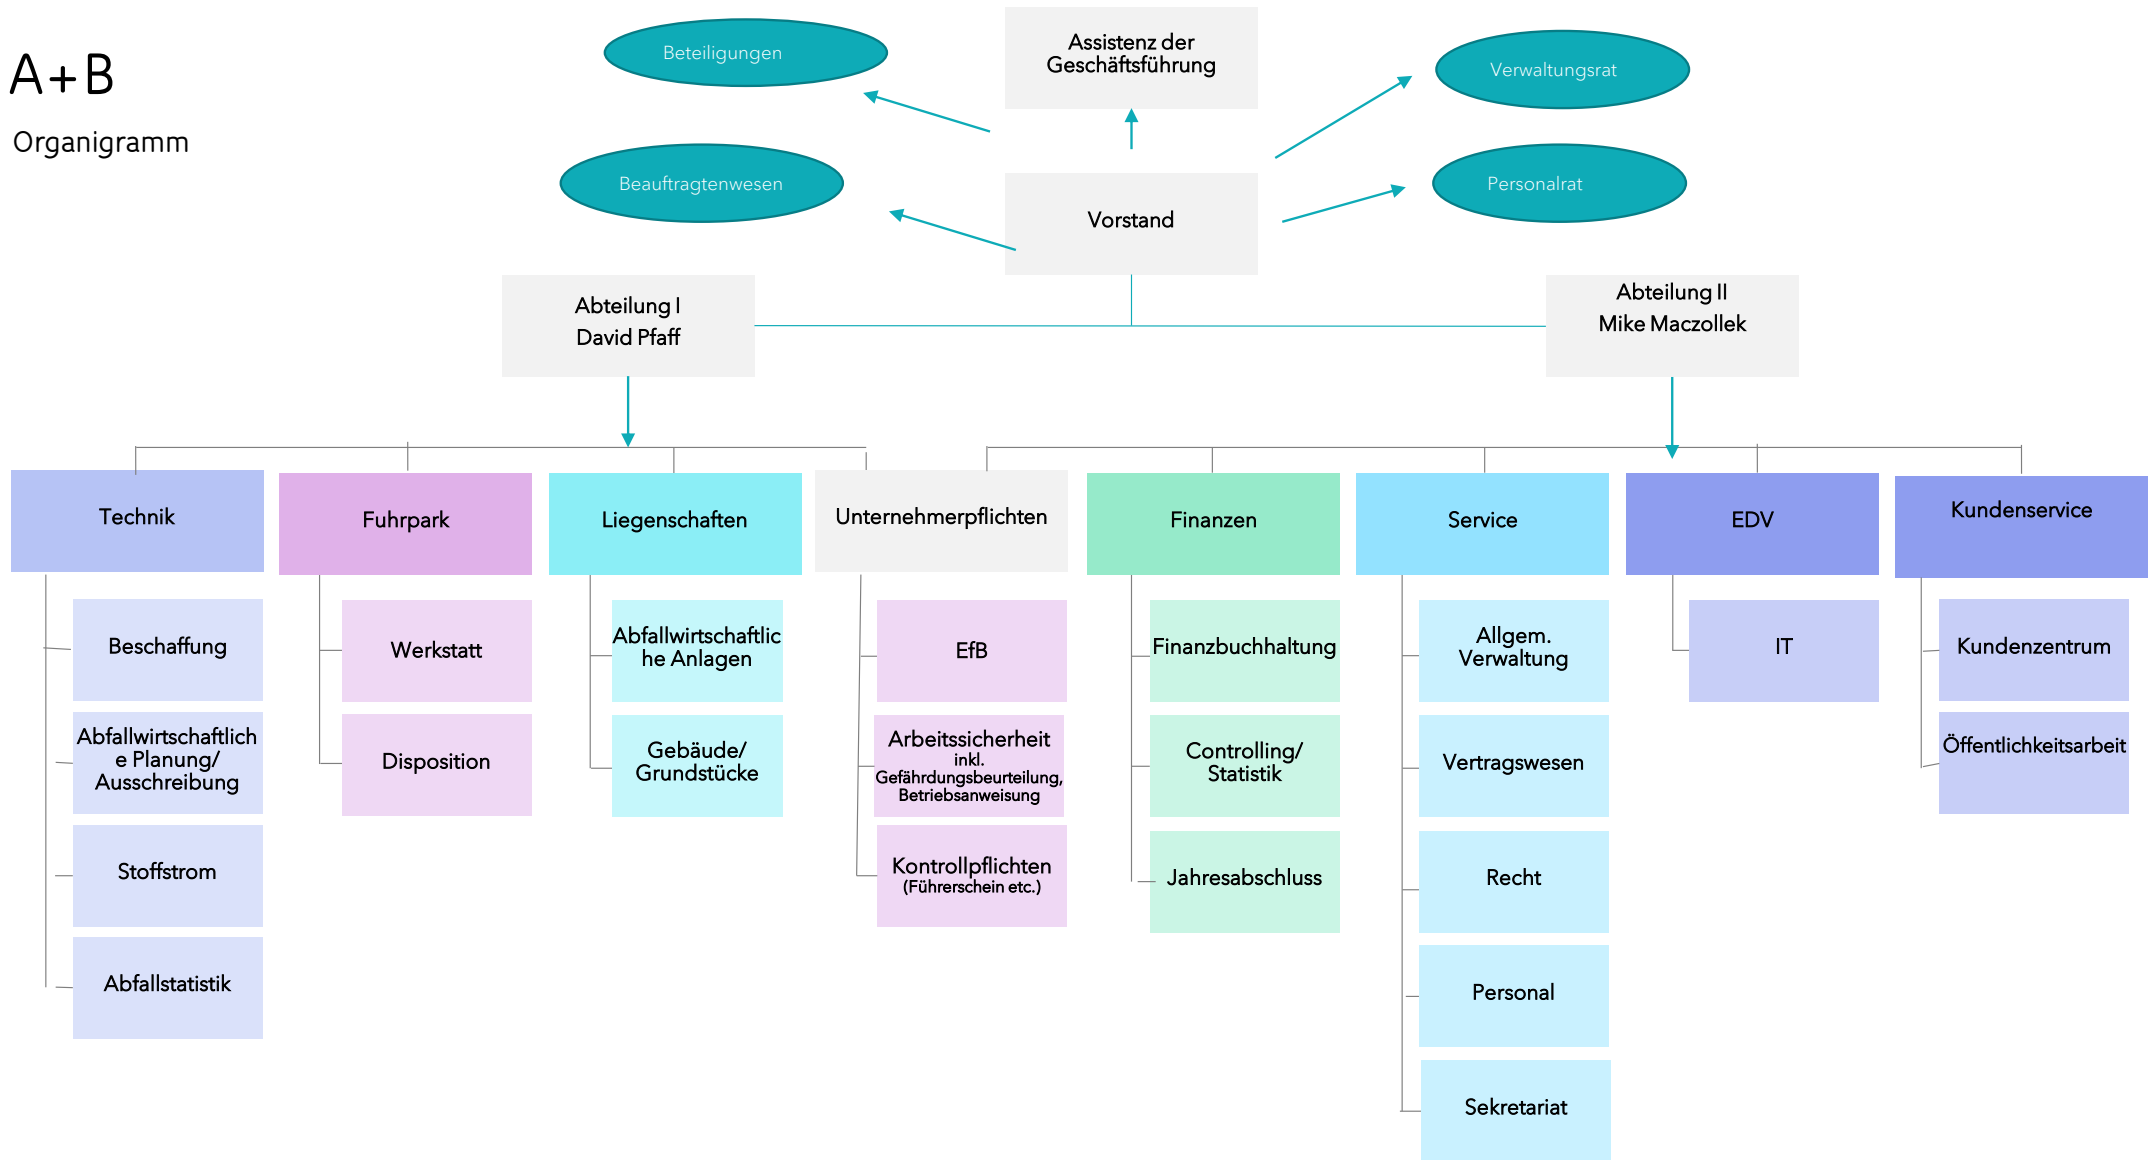 A+B
Organigramm
Beteiligungen
Assistenz der
Geschäftsführung
Verwaltungsrat
Beauftragtenwesen
Vorstand
Personalrat
Abteilung I
David Pfaff
Abteilung II
Mike Maczollek
Technik
Fuhrpark
Liegenschaften
Unternehmerpflichten
Finanzen
Service
EDV
Kundenservice
Beschaffung
Abfallwirtschaftlich
e Planung/
Ausschreibung
Stoffstrom
Abfallstatistik
Werkstatt
Disposition
Abfallwirtschaftlic
he Anlagen
Gebäude/
Grundstücke
EfB
Arbeitssicherheit
inkl.
Gefährdungsbeurteilung,
Betriebsanweisung
Kontrollpflichten
(Führerschein etc.)
Finanzbuchhaltung
Controlling/
Statistik
Jahresabschluss
Allgem.
Verwaltung
Vertragswesen
Recht
Personal
Sekretariat
IT
Kundenzentrum
Öffentlichkeitsarbeit